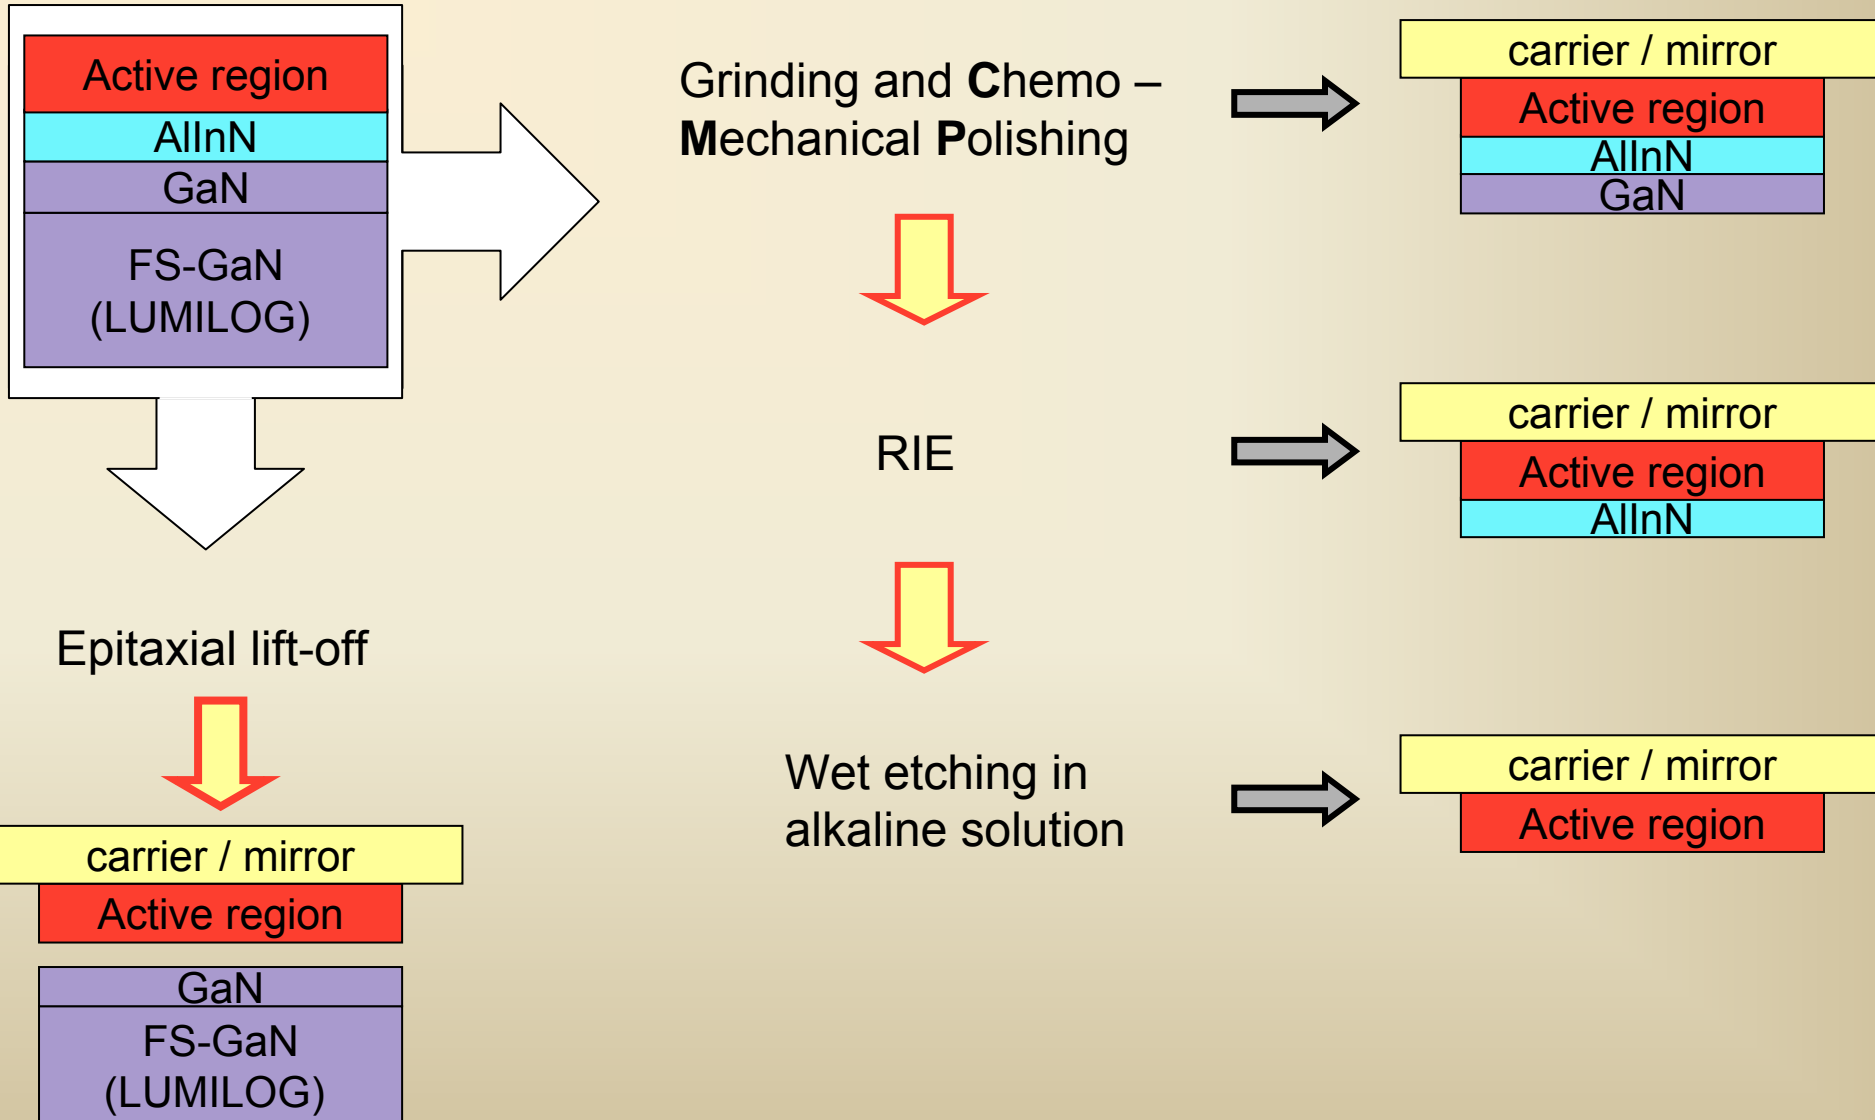 Active region
AlInN
GaN
FS-GaN
(LUMILOG)
Epitaxial lift-off
carrier / mirror
Active region
GaN
FS-GaN
(LUMILOG)
Grinding and Chemo –
Mechanical Polishing
carrier / mirror
Active region
AlInN
GaN
RIE
carrier / mirror
Active region
AlInN
Wet etching in
alkaline solution
carrier / mirror
Active region